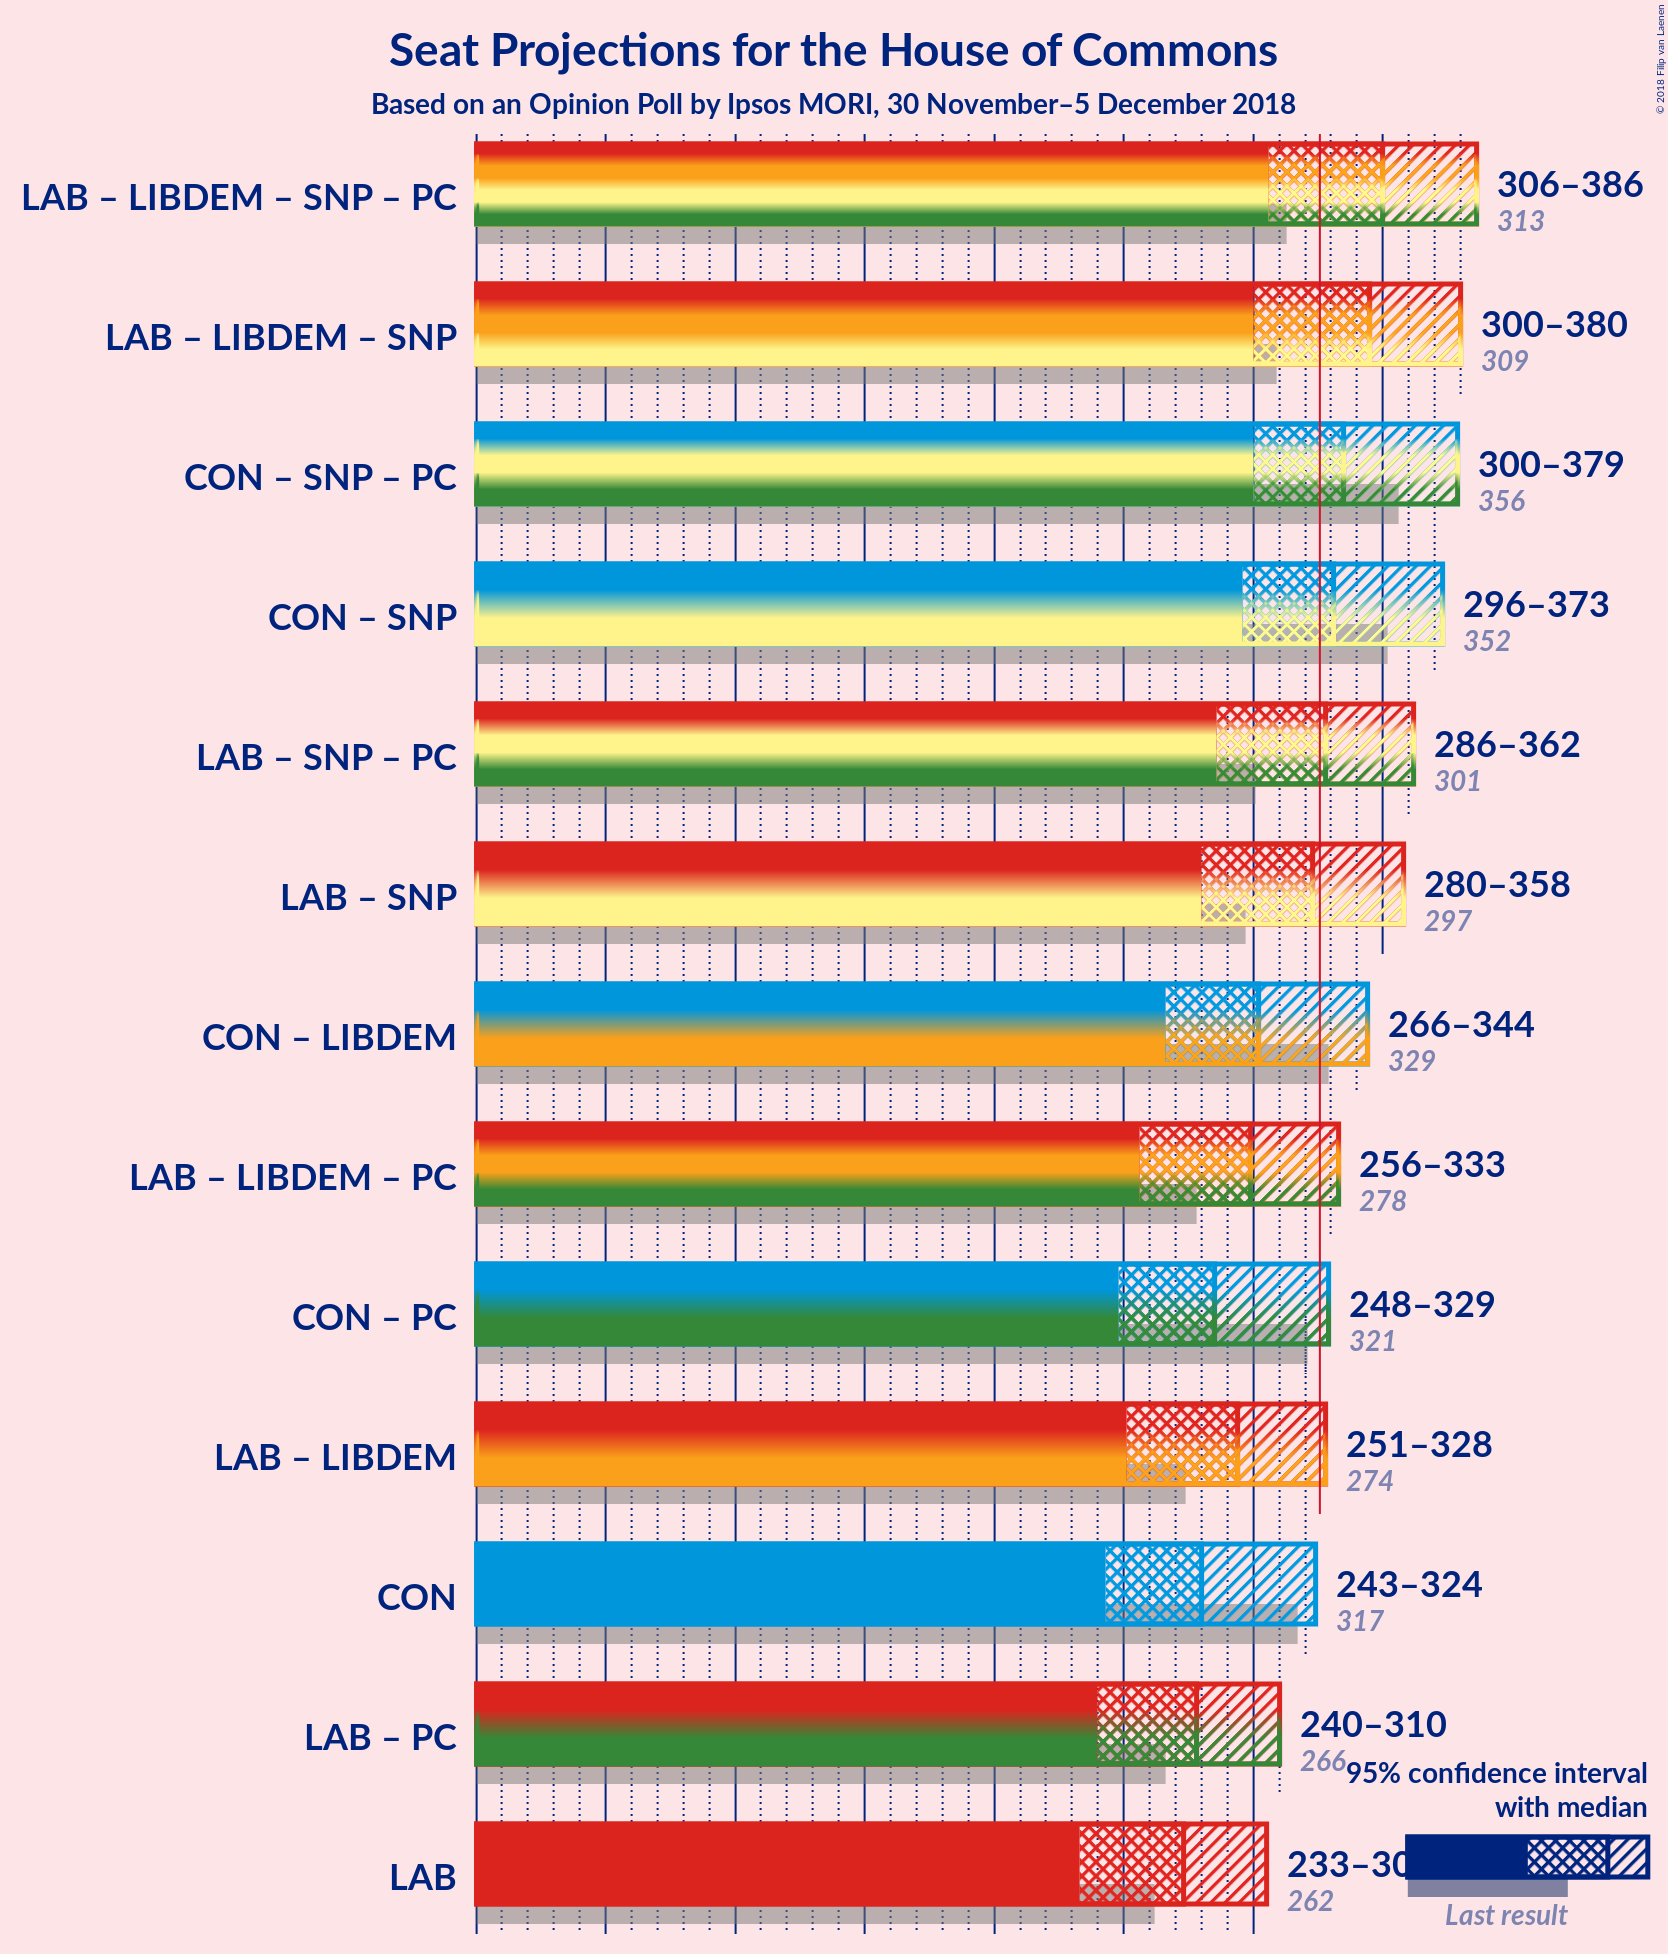 Seat Projections for the House of Commons
Based on an Opinion Poll by Ipsos MORI, 30 November–5 December 2018
© 2018 Filip van Laenen
LAB – LIBDEM – SNP – PC
306–386
313
LAB – LIBDEM – SNP
300–380
309
CON – SNP – PC
300–379
356
CON – SNP
296–373
352
LAB – SNP – PC
286–362
301
LAB – SNP
280–358
297
CON – LIBDEM
266–344
329
LAB – LIBDEM – PC
256–333
278
CON – PC
248–329
321
LAB – LIBDEM
251–328
274
CON
243–324
317
LAB – PC
240–310
266
95% confidence interval
with median
LAB
233–30
262
Last result